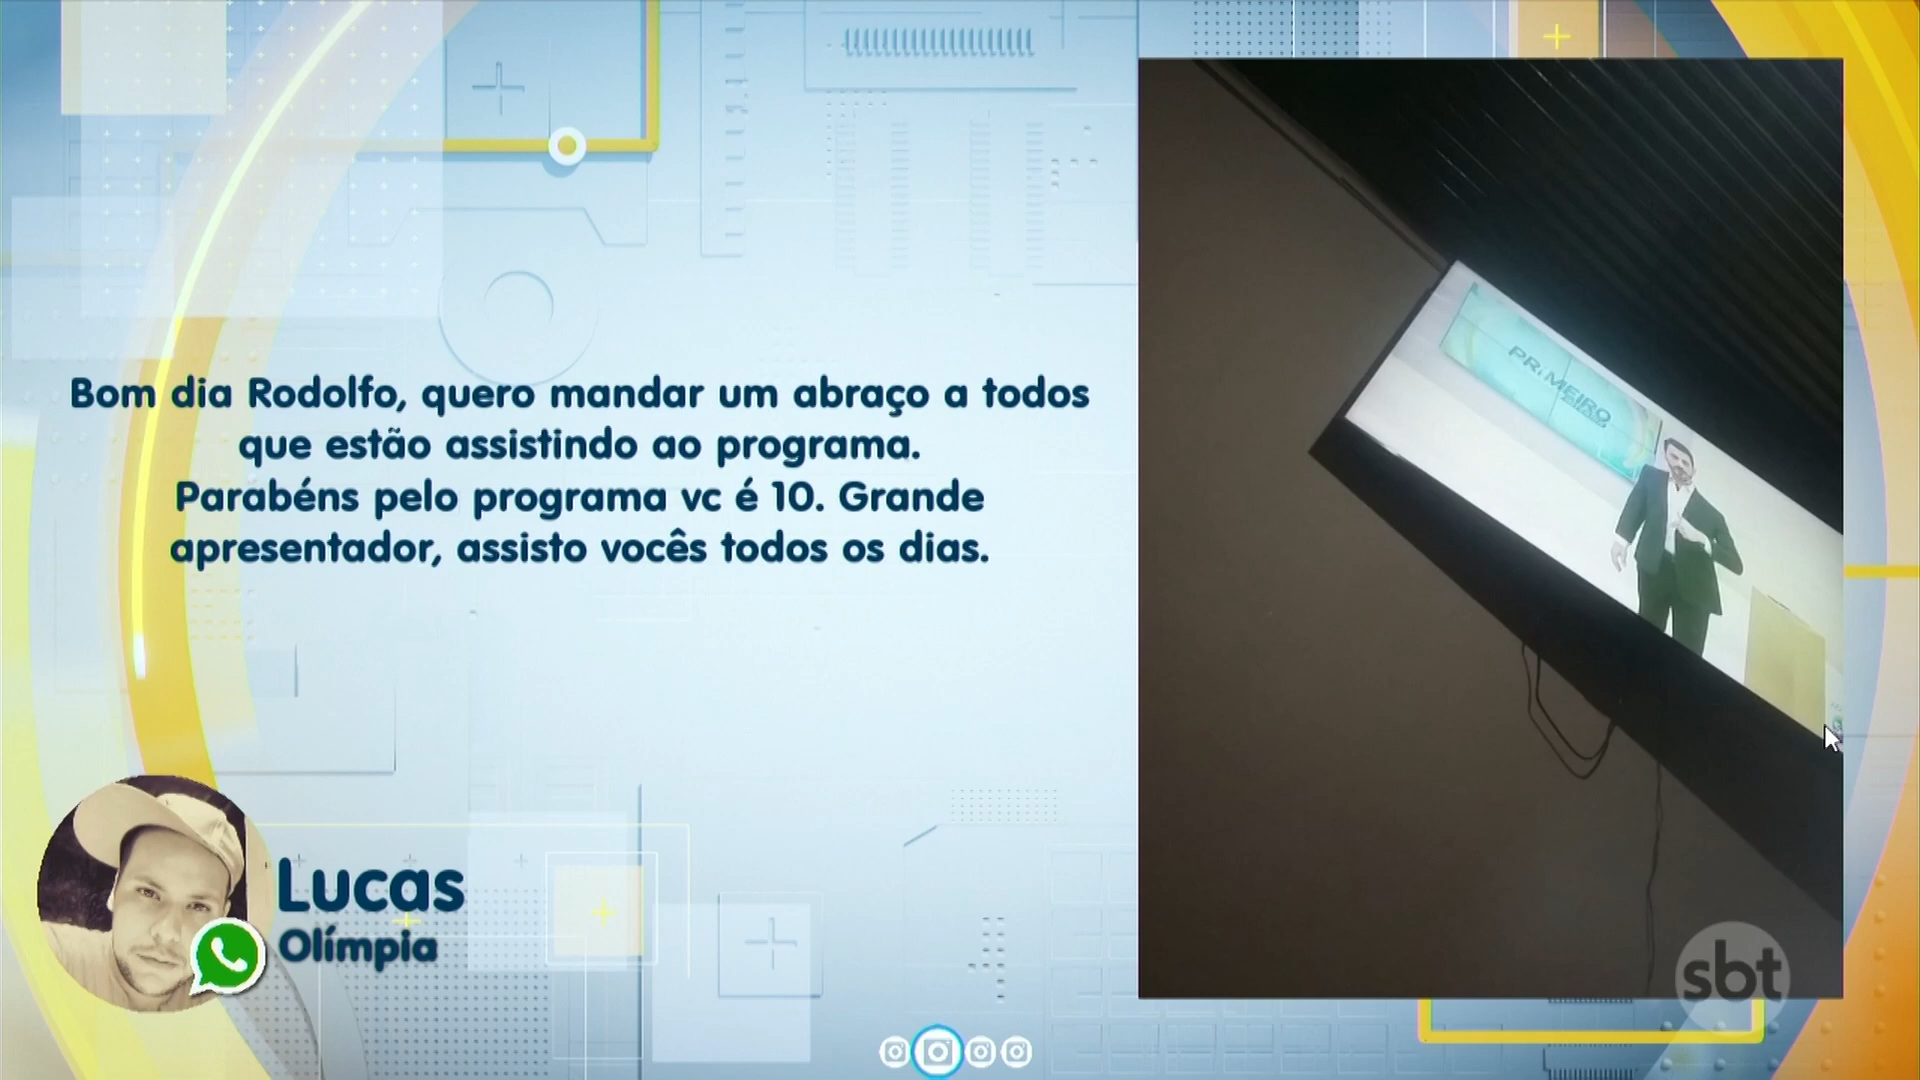 Bom dia Rodolfo, quero mandar um abraço a todos
que estão assistindo ao programa.
Parabéns pelo programa vc é 10. Grande
apresentador, assisto vocês todos os dias.
PRiMEIRO
Lucas
Olímpia
sbt